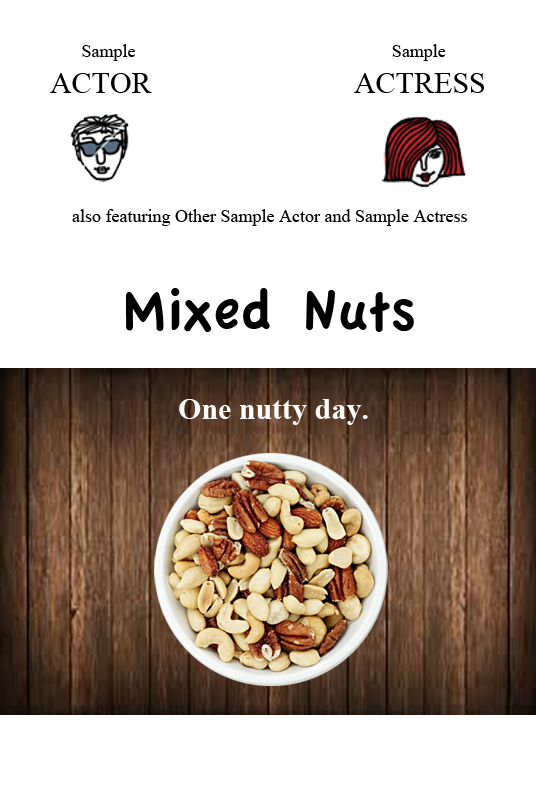 Sample
ACTOR
Sample
ACTRESS
also featuring Other Sample Actor and Sample Actress
Mixed Nuts
One nutty day.